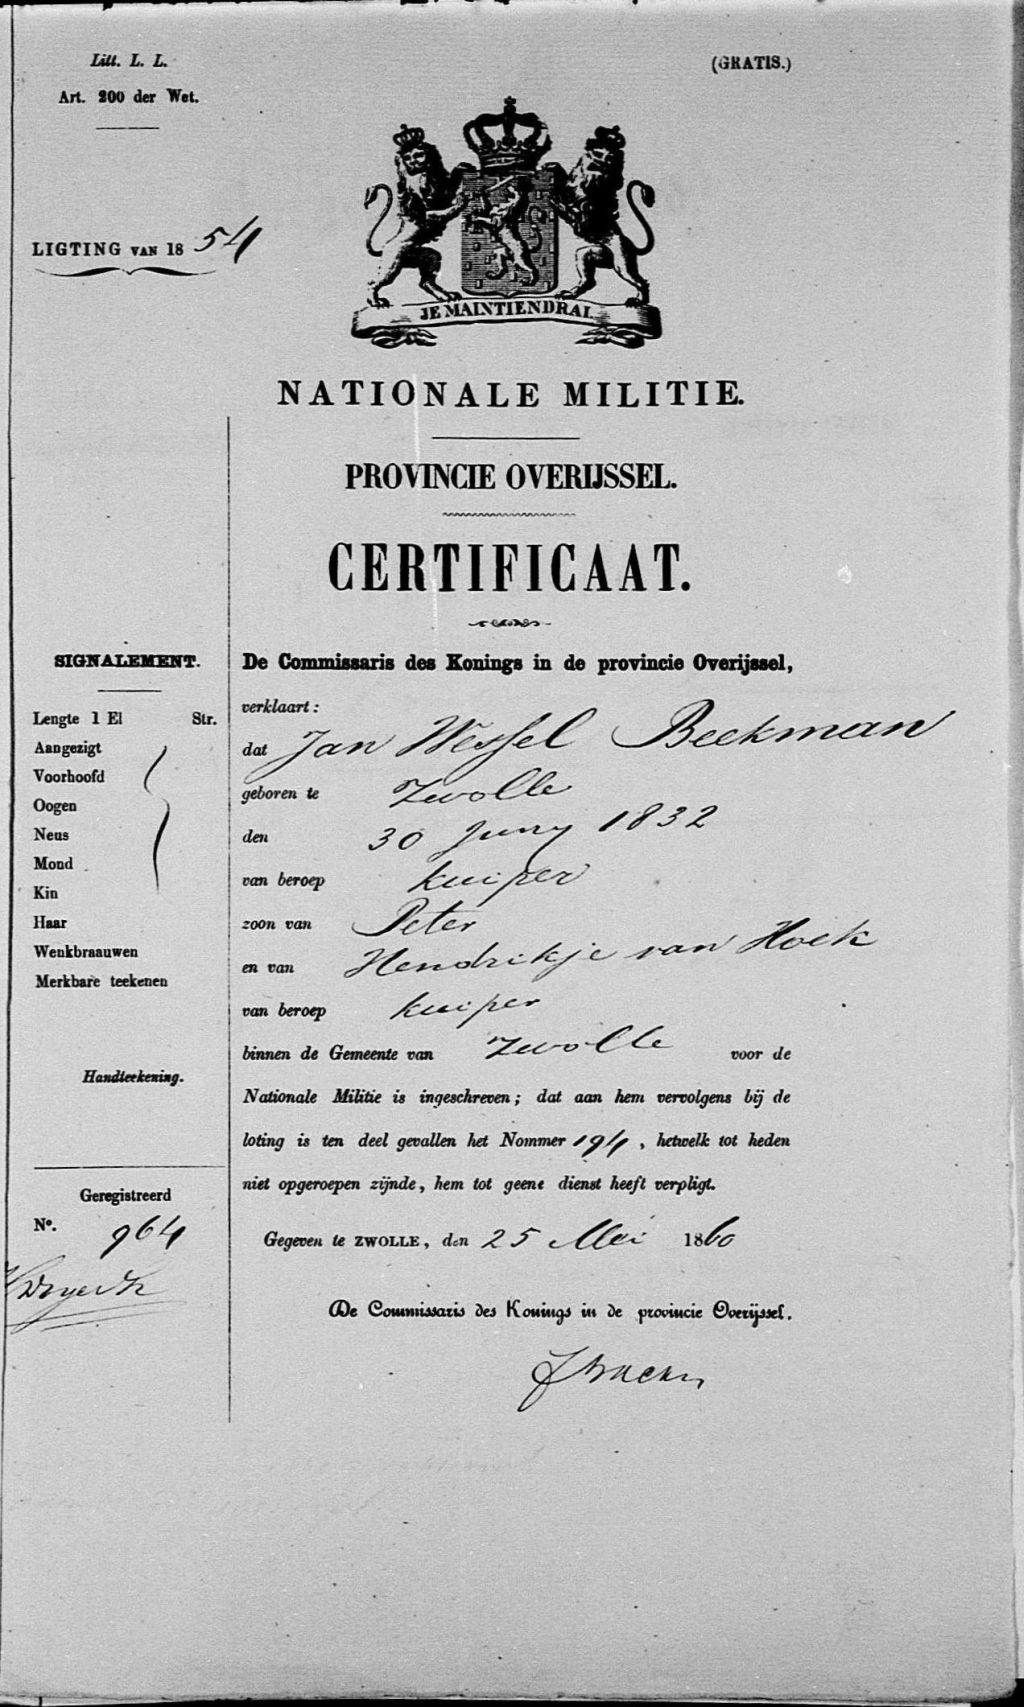 Litt. L. L.
(GRATIS.)
Art. 200 der Wet.
LIGTING VAN 1854
JE MAINTIENDRAI
NATIONALE MILITIE.
PROVINCIE OVERIJSSEL.
CERTIFICAAT.
SIGNALEMENT.
Lengte 1 El Str.
Aangezigt
Voorhoofd
Oogen
Neus
Mond
Kin
Haar
Wenkbraauwen
Merkbare teekenen
Handteekening.
Geregistreerd
No. 964
De Commissaris des Konings in de provincie Overijssel,
verklaart:
dat Jan Wessel Beekman
geboren te Zwolle
den 30 Juny 1832
van beroep kuiper
zoon van Peter
en van Hendrikje van Hoek
van beroep kuiper
binnen de Gemeente van Zwolle voor de
Nationale Militie is ingeschreven; dat aan hem vervolgens bij de
loting is ten deel gevallen het Nommer 194, hetwelk tot heden
niet opgeroepen zijnde, hem tot geene dienst heeft verpligt.
Gegeven te ZWOLLE, den 25 Mei 1860
De Commissaris des Konings in de provincie Overijssel.